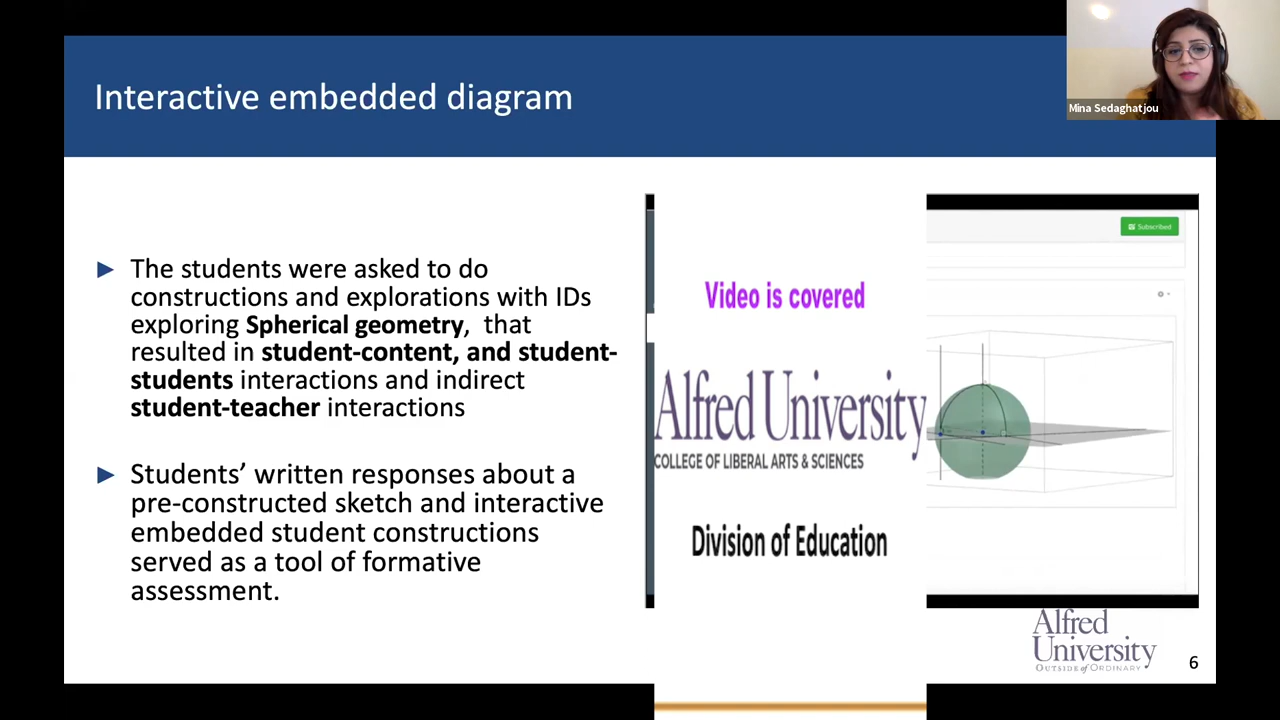 Interactive embedded diagram
Mina Sedaghatjou
► The students were asked to do
constructions and explorations with IDs
exploring Spherical geometry, that
resulted in student-content, and student-
students interactions and indirect
student-teacher interactions
► Students’ written responses about a
pre-constructed sketch and interactive
embedded student constructions
served as a tool of formative
assessment.
Subscribed
Video is covered
Alfred University
COLLEGE OF LIBERAL ARTS & SCIENCES
Division of Education
Alfred
University
OUTSIDE of ORDINARY
6